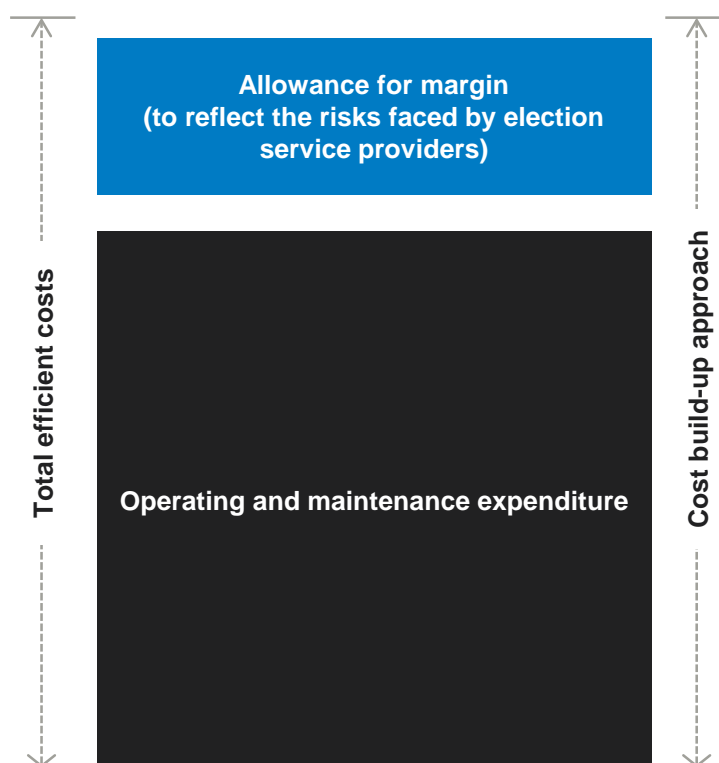 Allowance for margin
(to reflect the risks faced by election
service providers)
Total efficient costs
Operating and maintenance expenditure
Cost build-up approach